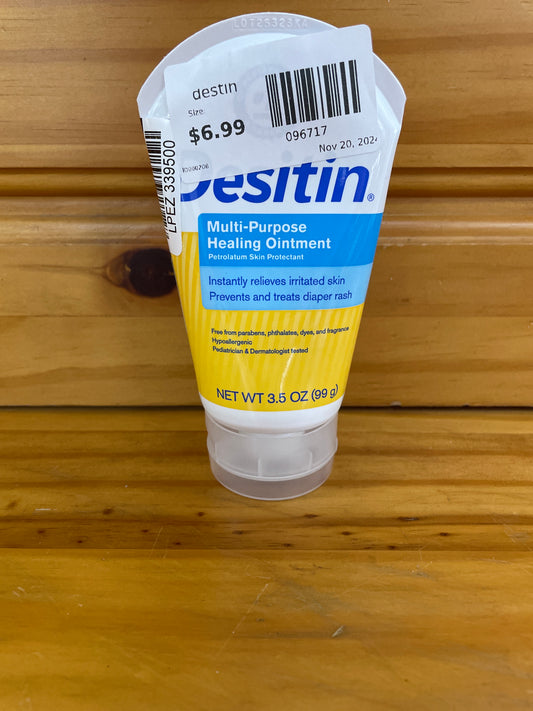 LOT2532SKA
destin
Size:
$6.99
096717
Nov 20, 2024
LPEZ 339500
Desitin®
Multi-Purpose
Healing Ointment
Petrolatum Skin Protectant
Instantly relieves irritated skin
Prevents and treats diaper rash
Free from parabens, phthalates, dyes, and fragrance
Hypoallergenic
Pediatrician & Dermatologist tested
NET WT 3.5 OZ (99 g)